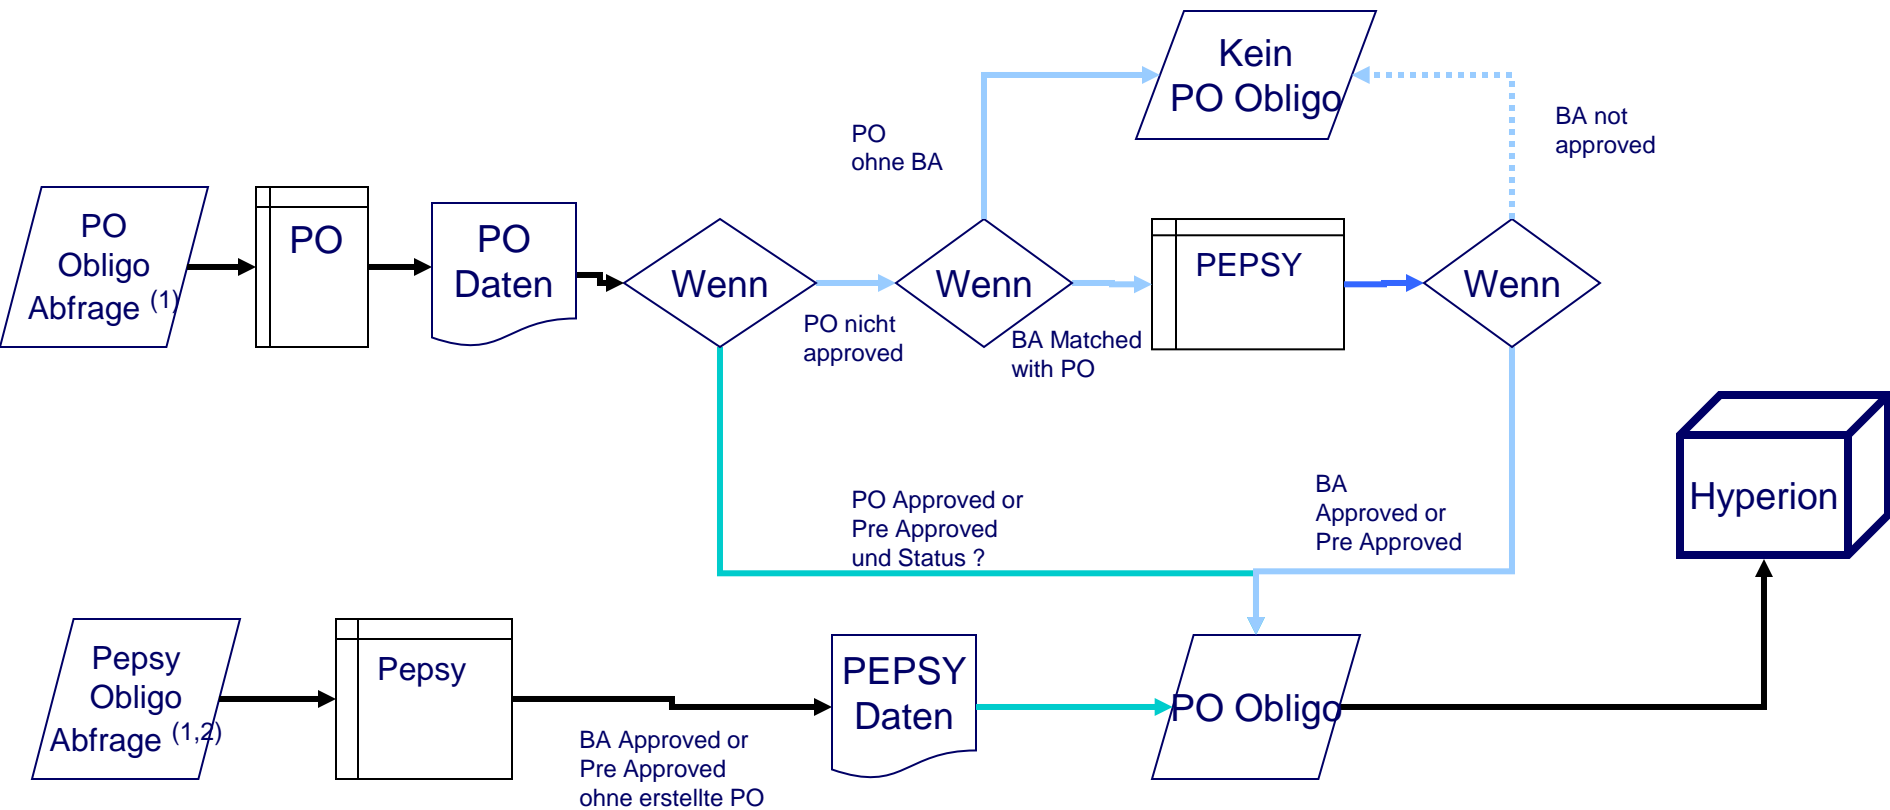 Kein
PO Obligo
BA not
approved
PO
ohne BA
PO
Obligo
Abfrage (1)
PO
PO
Daten
Wenn
Wenn
PEPSY
Wenn
PO nicht
approved
BA Matched
with PO
PO Approved or
Pre Approved
und Status ?
BA
Approved or
Pre Approved
Hyperion
Pepsy
Obligo
Abfrage (1,2)
Pepsy
BA Approved or
Pre Approved
ohne erstellte PO
PEPSY
Daten
PO Obligo